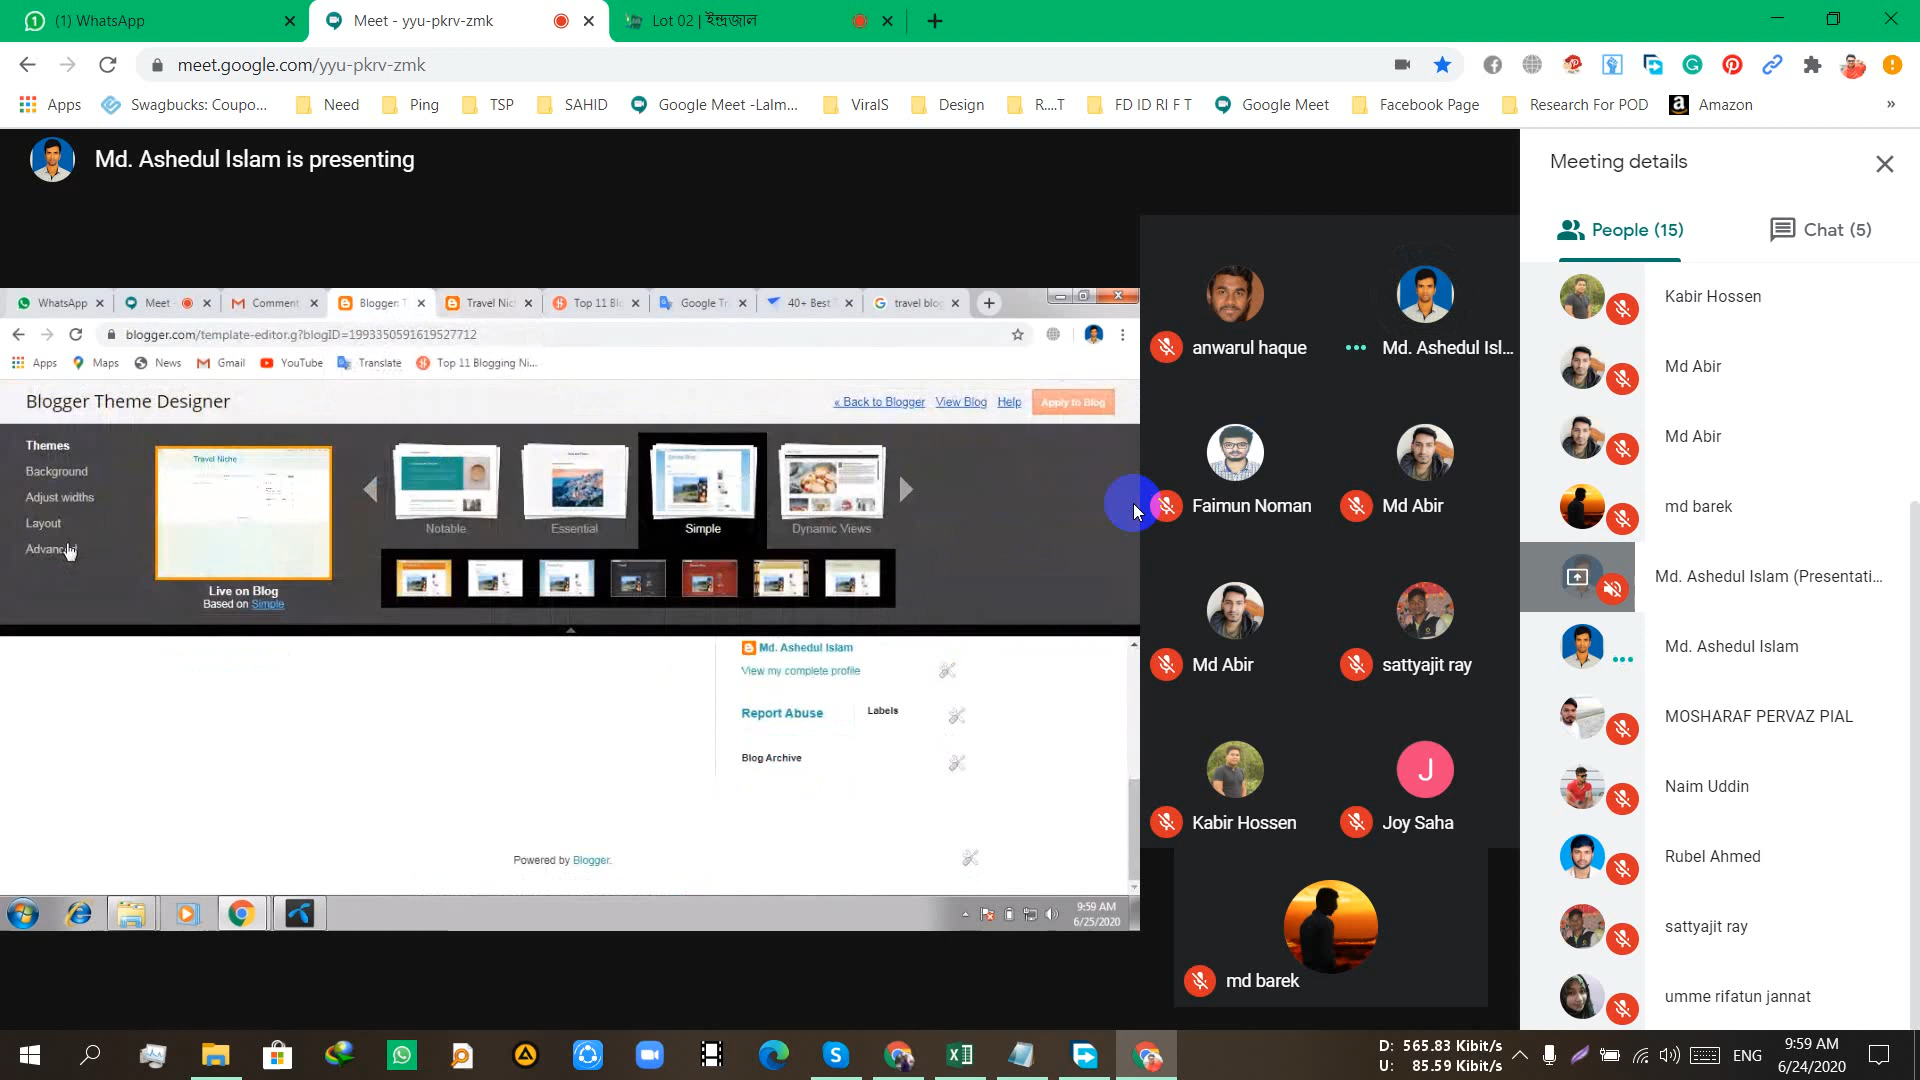 (1) WhatsApp
Meet - yyu-pkrv-zmk
Lot 02 | ইন্দ্রজাল
meet.google.com/yyu-pkrv-zmk
Apps
Swagbucks: Coupo...
Need
Ping
TSP
SAHID
Google Meet -Lalm...
ViralS
Design
R....T
FD ID RI F T
Google Meet
Facebook Page
Research For POD
Amazon
»
Md. Ashedul Islam is presenting
WhatsApp
Meet
Comment
Blogger: T
Travel Nic
Top 11 Bl
Google Tr
40+ Best
travel blog
blogger.com/template-editor.g?blogID=1993350591619527712
Apps
Maps
News
Gmail
YouTube
Translate
Top 11 Blogging Ni...
Blogger Theme Designer
« Back to Blogger
View Blog
Help
Apply to Blog
Themes
Background
Adjust widths
Layout
Travel Niche
Live on Blog
Based on Simple
Notable
Essential
Simple
Dynamic Views
Md. Ashedul Islam
View my complete profile
Report Abuse
Labels
Blog Archive
Powered by Blogger.
9:59 AM
6/25/2020
anwarul haque
Md. Ashedul Isl...
Faimun Noman
Md Abir
Md Abir
sattyajit ray
Kabir Hossen
J
Joy Saha
md barek
Meeting details
People (15)
Chat (5)
Kabir Hossen
Md Abir
Md Abir
md barek
Md. Ashedul Islam (Presentati...
Md. Ashedul Islam
MOSHARAF PERVAZ PIAL
Naim Uddin
Rubel Ahmed
sattyajit ray
umme rifatun jannat
D: 565.83 Kibit/s
U: 85.59 Kibit/s
ENG
9:59 AM
6/24/2020